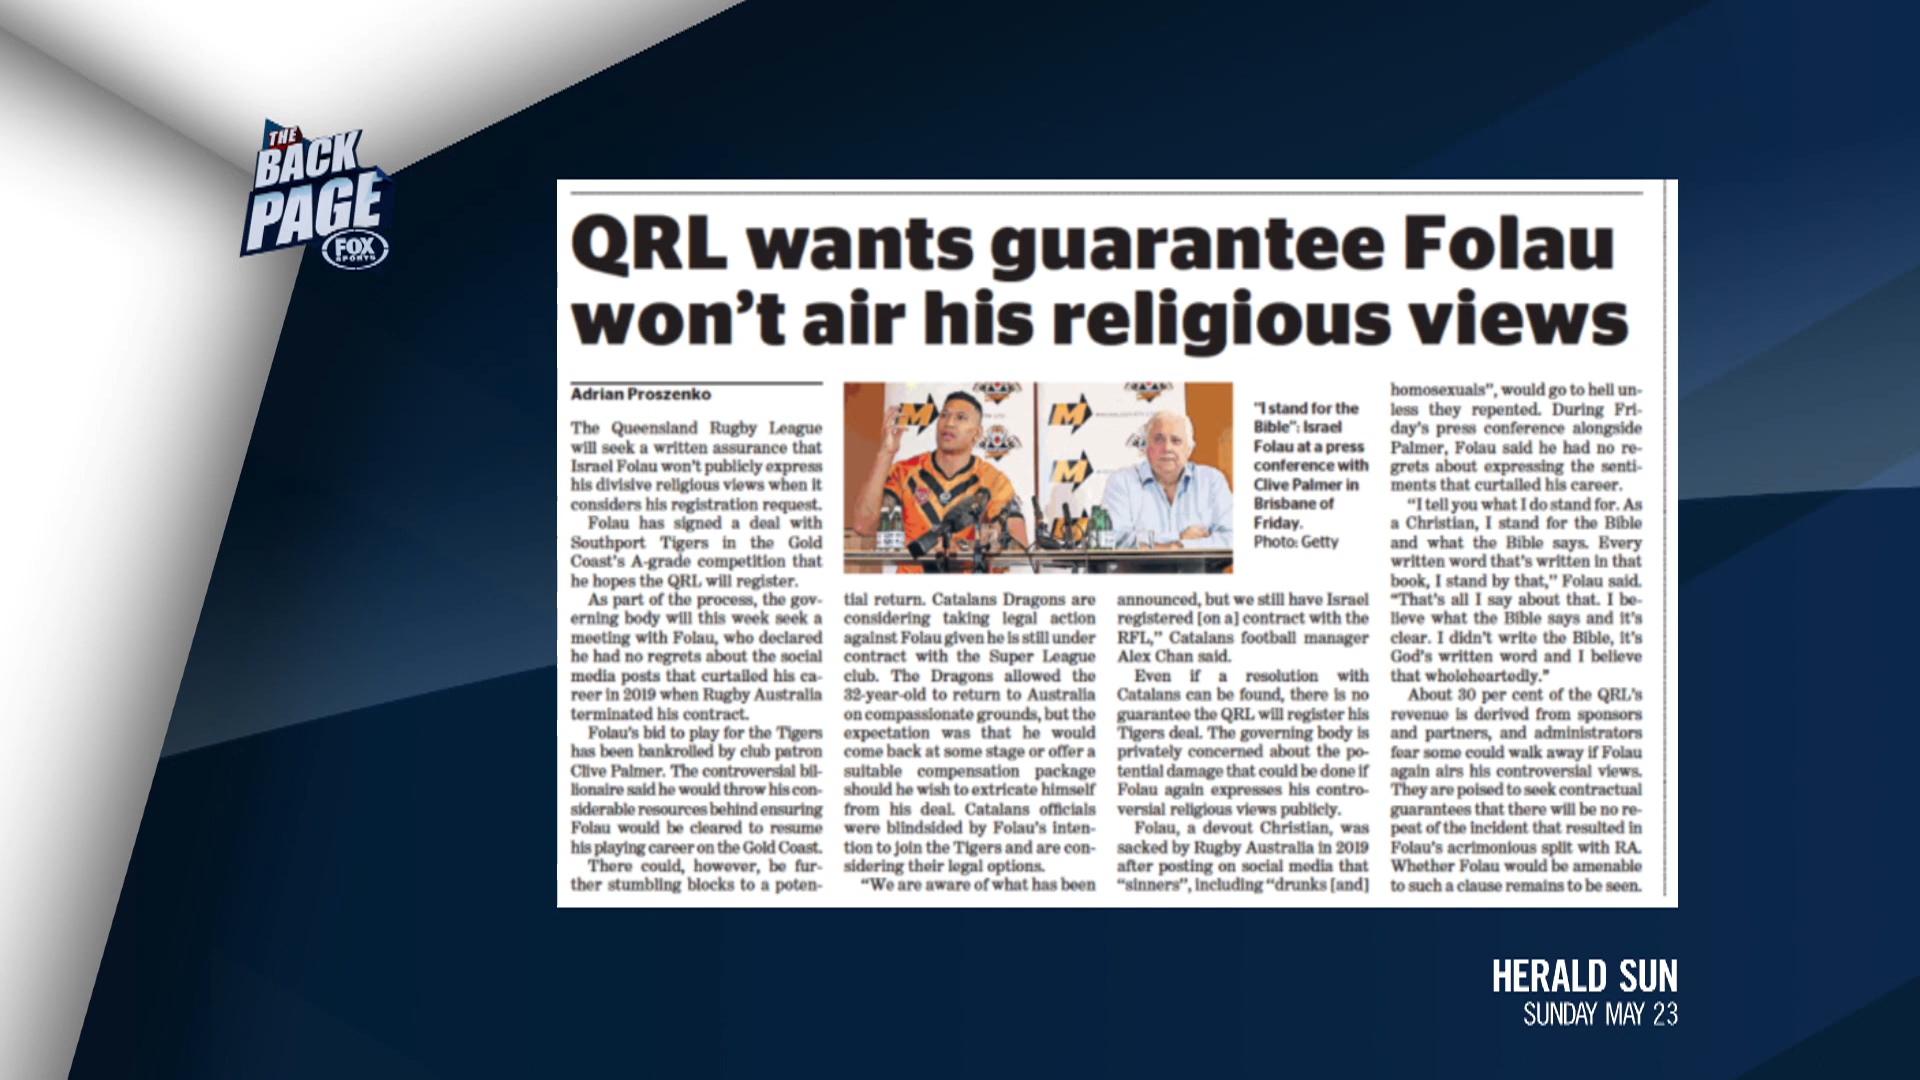 THE
BACK
PAGE
FOX
SPORTS
QRL wants guarantee Folau
won't air his religious views
Adrian Proszenko
The Queensland Rugby League
will seek a written assurance that
Israel Folau won't publicly express
his divisive religious views when it
considers his registration request.
Folau has signed a deal with
Southport Tigers in the Gold
Coast's A-grade competition that
he hopes the QRL will register.
As part of the process, the gov-
erning body will this week seek a
meeting with Folau, who declared
he had no regrets about the social
media posts that curtailed his ca-
reer in 2019 when Rugby Australia
terminated his contract.
Folau's bid to play for the Tigers
has been bankrolled by club patron
Clive Palmer. The controversial bil-
lionaire said he would throw his con-
siderable resources behind ensuring
Folau would be cleared to resume
his playing career on the Gold Coast.
There could, however, be fur-
ther stumbling blocks to a poten-
M
M
M
"I stand for the
Bible": Israel
Folau at a press
conference with
Clive Palmer in
Brisbane of
Friday.
Photo: Getty
tial return. Catalans Dragons are
considering taking legal action
against Folau given he is still under
contract with the Super League
club. The Dragons allowed the
32-year-old to return to Australia
on compassionate grounds, but the
expectation was that he would
come back at some stage or offer a
suitable compensation package
should he wish to extricate himself
from his deal. Catalans officials
were blindsided by Folau's inten-
tion to join the Tigers and are con-
sidering their legal options.
"We are aware of what has been
announced, but we still have Israel
registered [on a] contract with the
RFL," Catalans football manager
Alex Chan said.
Even if a resolution with
Catalans can be found, there is no
guarantee the QRL will register his
Tigers deal. The governing body is
privately concerned about the po-
tential damage that could be done if
Folau again expresses his contro-
versial religious views publicly.
Folau, a devout Christian, was
sacked by Rugby Australia in 2019
after posting on social media that
"sinners", including "drunks [and]
homosexuals", would go to hell un-
less they repented. During Fri-
day's press conference alongside
Palmer, Folau said he had no re-
grets about expressing the senti-
ments that curtailed his career.
"I tell you what I do stand for. As
a Christian, I stand for the Bible
and what the Bible says. Every
written word that's written in that
book, I stand by that," Folau said.
"That's all I say about that. I be-
lieve what the Bible says and it's
clear. I didn't write the Bible, it's
God's written word and I believe
that wholeheartedly."
About 30 per cent of the QRL's
revenue is derived from sponsors
and partners, and administrators
fear some could walk away if Folau
again airs his controversial views.
They are poised to seek contractual
guarantees that there will be no re-
peat of the incident that resulted in
Folau's acrimonious split with RA.
Whether Folau would be amenable
to such a clause remains to be seen.
HERALD SUN
SUNDAY MAY 23